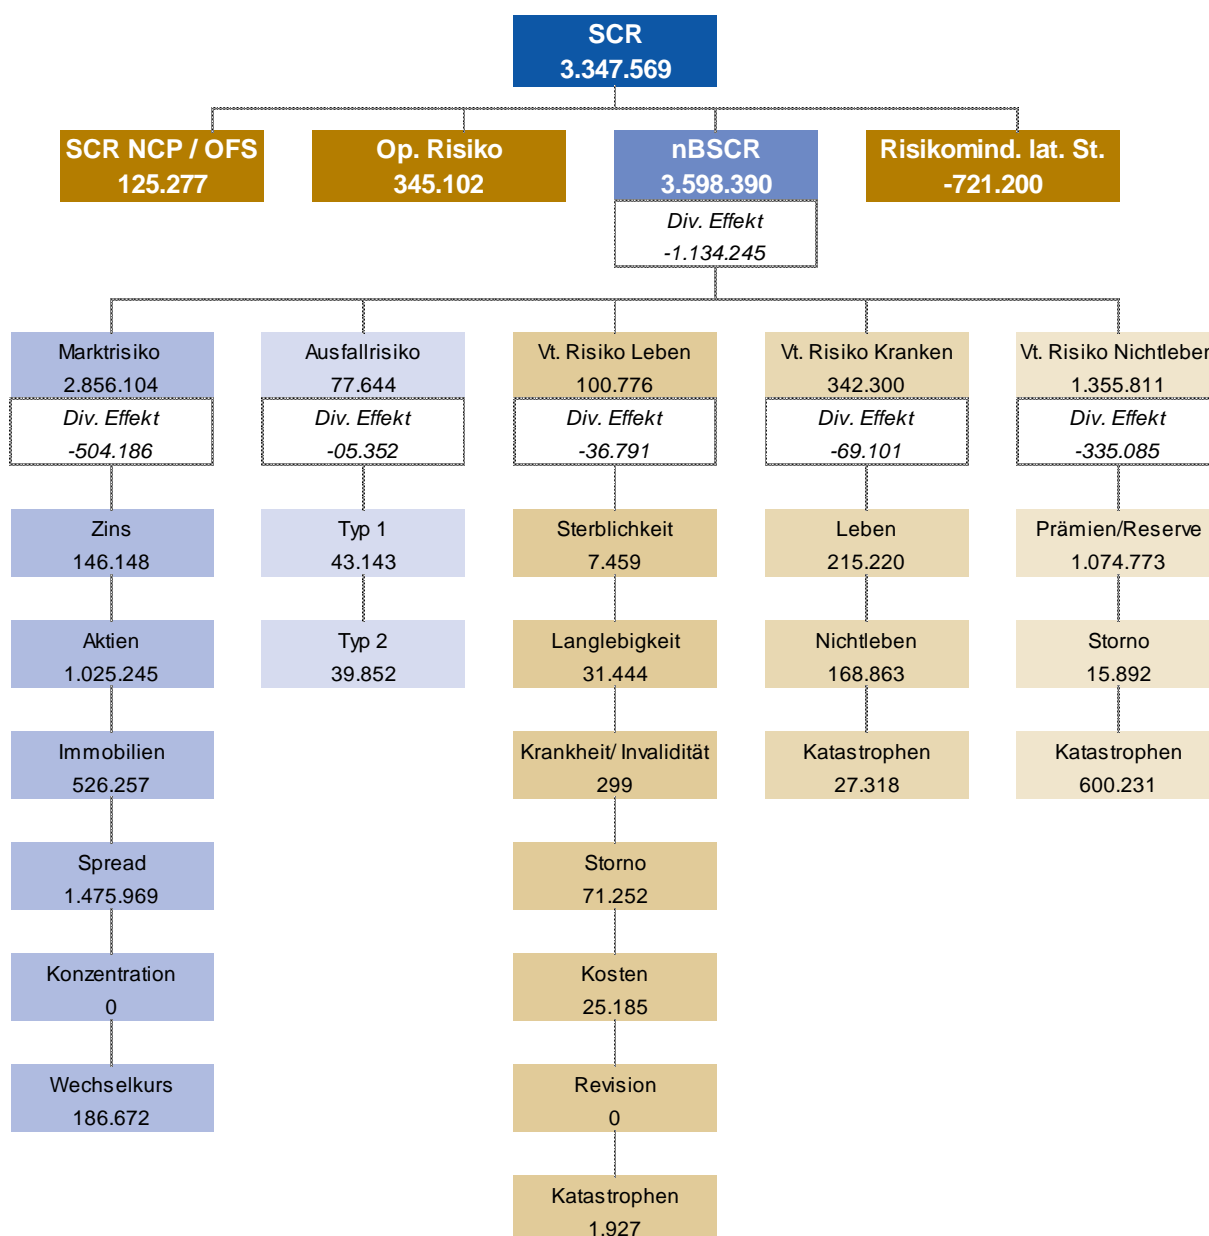 SCR
3.347.569
SCR NCP / OFS
125.277
Op. Risiko
345.102
nBSCR
3.598.390
Div. Effekt
-1.134.245
Risikomind. lat. St.
-721.200
Marktrisiko
2.856.104
Div. Effekt
-504.186
Zins
146.148
Aktien
1.025.245
Immobilien
526.257
Spread
1.475.969
Konzentration
0
Wechselkurs
186.672
Ausfallrisiko
77.644
Div. Effekt
-05.352
Typ 1
43.143
Typ 2
39.852
Vt. Risiko Leben
100.776
Div. Effekt
-36.791
Sterblichkeit
7.459
Langlebigkeit
31.444
Krankheit/ Invalidität
299
Storno
71.252
Kosten
25.185
Revision
0
Katastrophen
1.927
Vt. Risiko Kranken
342.300
Div. Effekt
-69.101
Leben
215.220
Nichtleben
168.863
Katastrophen
27.318
Vt. Risiko Nichtleben
1.355.811
Div. Effekt
-335.085
Prämien/Reserve
1.074.773
Storno
15.892
Katastrophen
600.231